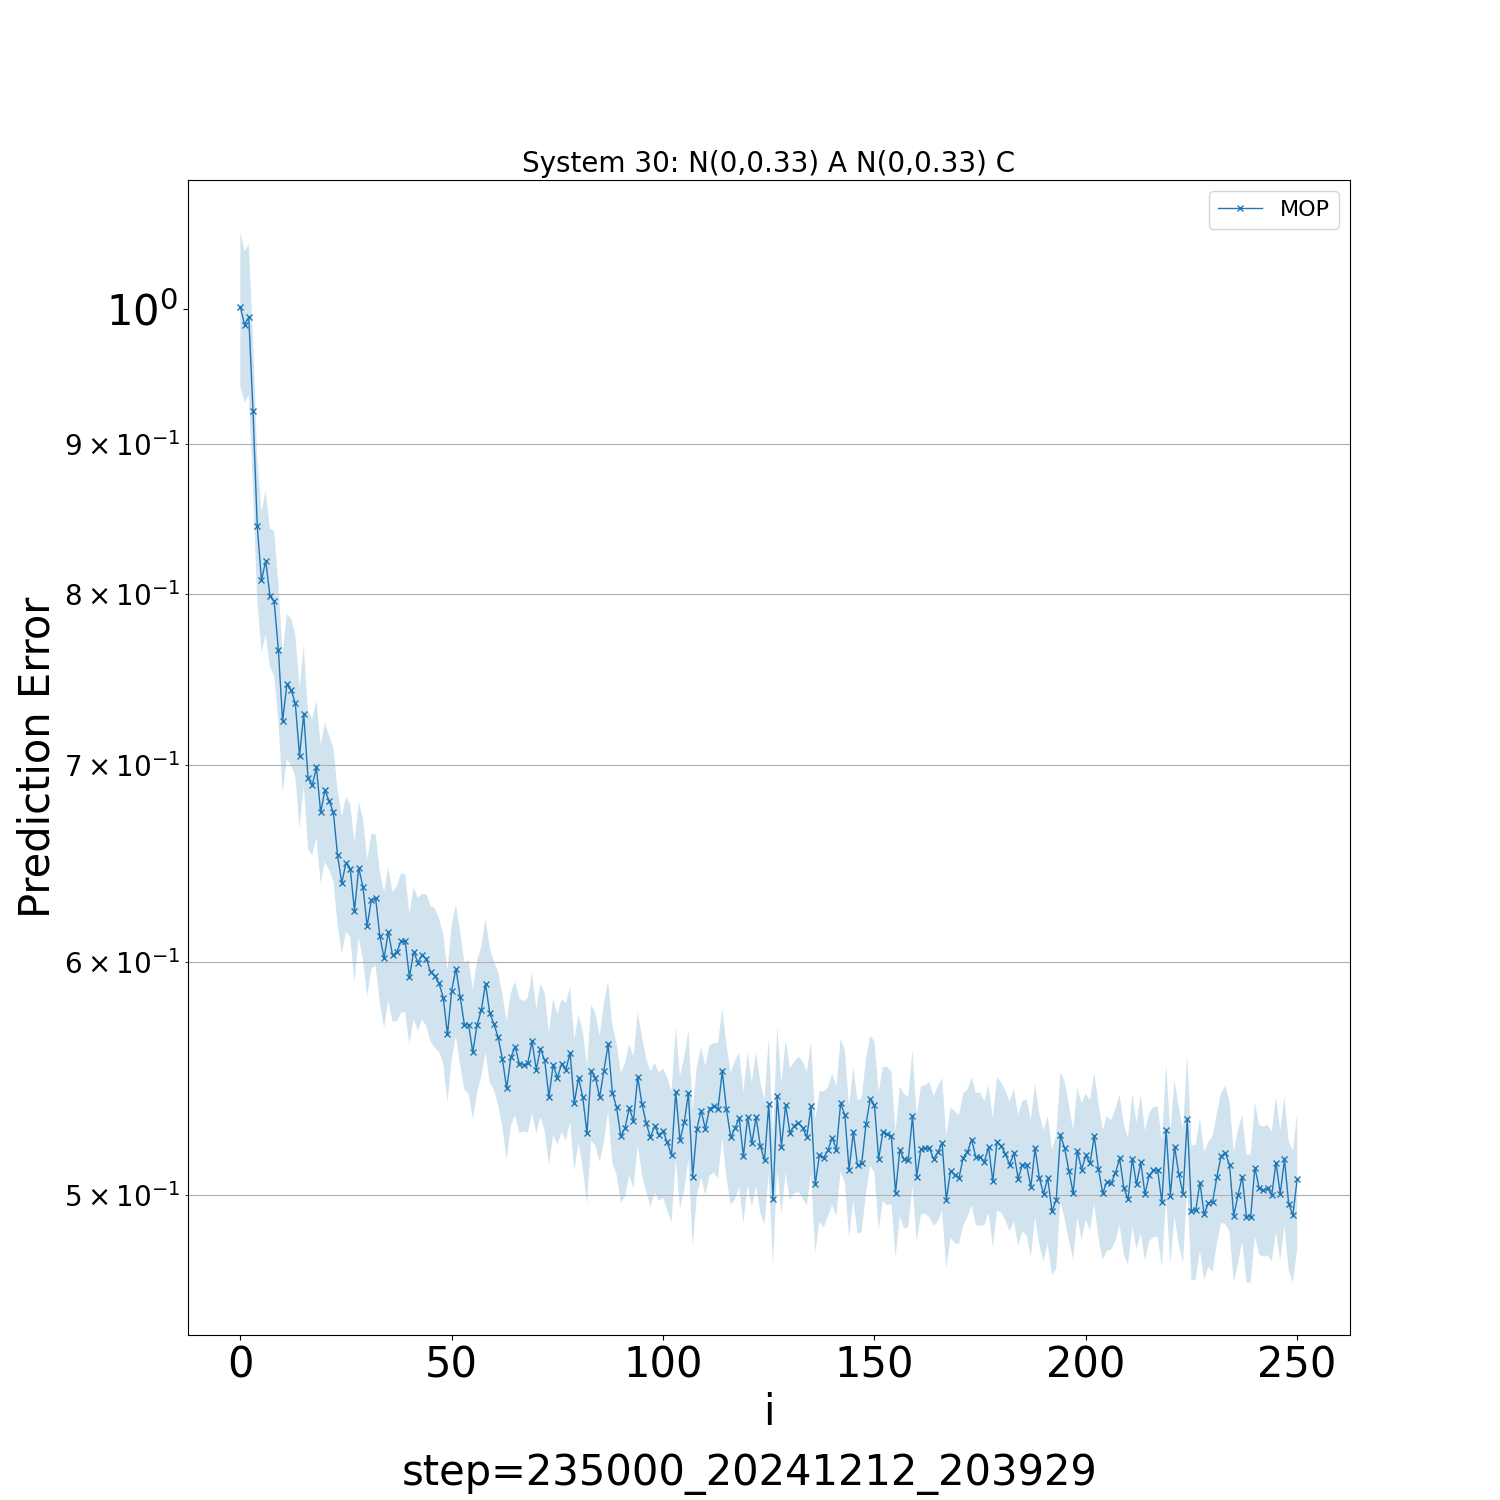 System 30: N(0,0.33) A N(0,0.33) C
MOP
10⁰
9 × 10⁻¹
8 × 10⁻¹
7 × 10⁻¹
6 × 10⁻¹
5 × 10⁻¹
Prediction Error
0 50 100 150 200 250
i
step=235000_20241212_203929